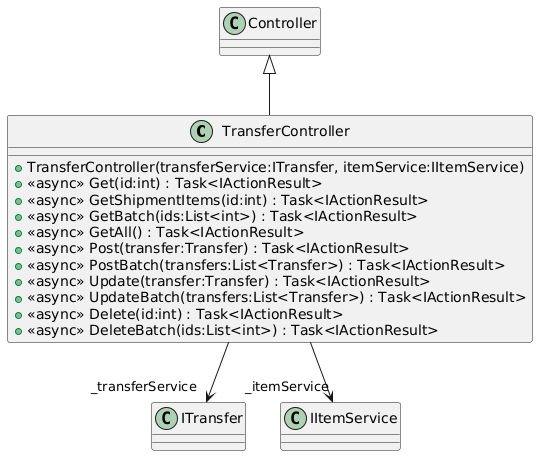 C Controller
C TransferController
TransferController(transferService:ITransfer, itemService:IItemService)
«async» Get(id:int) : Task<IActionResult>
«async» GetShipmentItems(id:int) : Task<IActionResult>
«async» GetBatch(ids:List<int>) : Task<IActionResult>
«async» GetAll() : Task<IActionResult>
«async» Post(transfer:Transfer) : Task<IActionResult>
«async» PostBatch(transfers:List<Transfer>) : Task<IActionResult>
«async» Update(transfer:Transfer) : Task<IActionResult>
«async» UpdateBatch(transfers:List<Transfer>) : Task<IActionResult>
«async» Delete(id:int) : Task<IActionResult>
«async» DeleteBatch(ids:List<int>) : Task<IActionResult>
_transferService _itemService
C ITransfer C IItemService